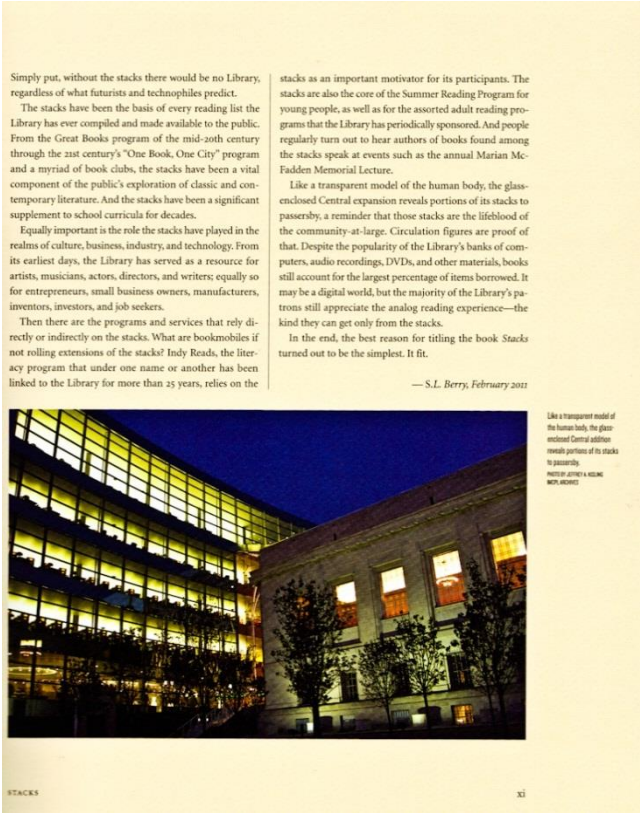 Simply put, without the stacks there would be no Library,
regardless of what futurists and technophiles predict.
The stacks have been the basis of every reading list the
Library has ever compiled and made available to the public.
From the Great Books program of the mid-20th century
through the 21st century's "One Book, One City" program
and a myriad of book clubs, the stacks have been a vital
component of the public's exploration of classic and con-
temporary literature. And the stacks have been a significant
supplement to school curricula for decades.
Equally important is the role the stacks have played in the
realms of culture, business, industry, and technology. From
its earliest days, the Library has served as a resource for
artists, musicians, actors, directors, and writers; equally so
for entrepreneurs, small business owners, manufacturers,
inventors, investors, and job seekers.
Then there are the programs and services that rely di-
rectly or indirectly on the stacks. What are bookmobiles if
not rolling extensions of the stacks? Indy Reads, the liter-
acy program that under one name or another has been
linked to the Library for more than 25 years, relies on the
stacks as an important motivator for its participants. The
stacks are also the core of the Summer Reading Program for
young people, as well as for the assorted adult reading pro-
grams that the Library has periodically sponsored. And people
regularly turn out to hear authors of books found among
the stacks speak at events such as the annual Marian Mc-
Fadden Memorial Lecture.
Like a transparent model of the human body, the glass-
enclosed Central expansion reveals portions of its stacks to
passersby, a reminder that those stacks are the lifeblood of
the community-at-large. Circulation figures are proof of
that. Despite the popularity of the Library's banks of com-
puters, audio recordings, DVDs, and other materials, books
still account for the largest percentage of items borrowed. It
may be a digital world, but the majority of the Library's pa-
trons still appreciate the analog reading experience—the
kind they can get only from the stacks.
In the end, the best reason for titling the book Stacks
turned out to be the simplest. It fit.
— S.L. Berry, February 2011
Like a transparent model of
the human body, the glass-
enclosed Central addition
reveals portions of its stacks
to passersby.
PHOTO BY JEFFREY A. KISLING
IMCPL ARCHIVES
STACKS
xi